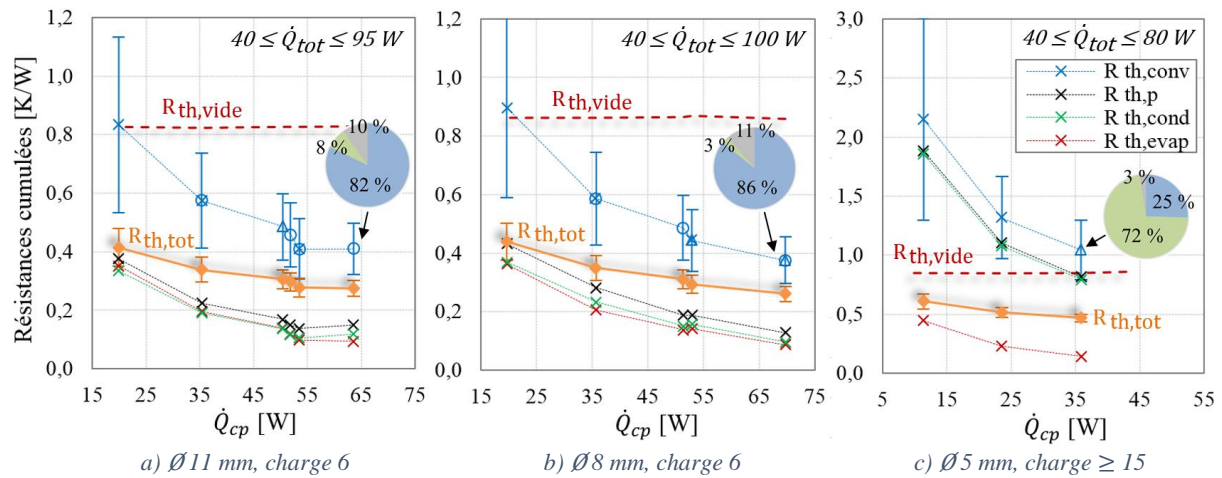 Résistances cumulées [K/W]
1,2
1,0
0,8
0,6
0,4
0,2
0,0
15 25 35 45 55 65 75
40 ≤ Q̇tot ≤ 95 W
Rth,vide
10 %
8 %
82 %
Rth,tot
Q̇cp [W]
a) Ø 11 mm, charge 6
1,2
1,0
0,8
0,6
0,4
0,2
0,0
15 25 35 45 55 65 75
40 ≤ Q̇tot ≤ 100 W
Rth,vide
11 %
3 %
86 %
Rth,tot
Q̇cp [W]
b) Ø 8 mm, charge 6
3,0
2,5
2,0
1,5
1,0
0,5
0,0
5 15 25 35 45 55
40 ≤ Q̇tot ≤ 80 W
R th,conv
R th,p
R th,cond
R th,evap
3 %
25 %
72 %
Rth,vide
Rth,tot
Q̇cp [W]
c) Ø 5 mm, charge ≥ 15